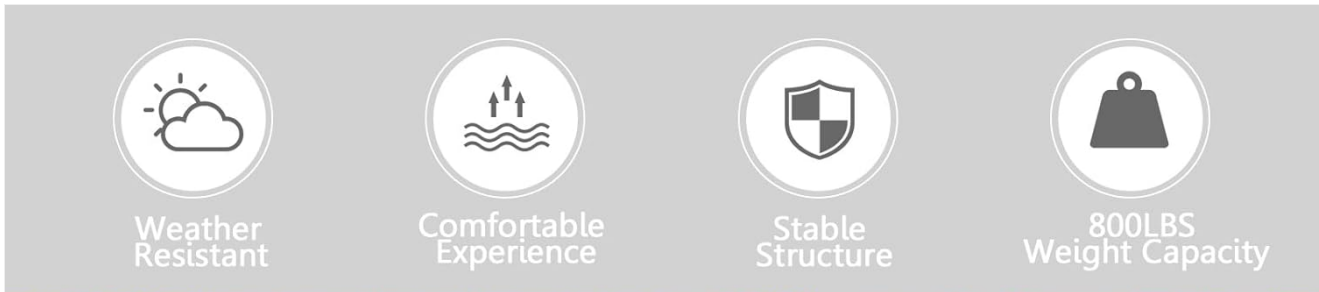 Weather
Resistant
Comfortable
Experience
Stable
Structure
800LBS
Weight Capacity